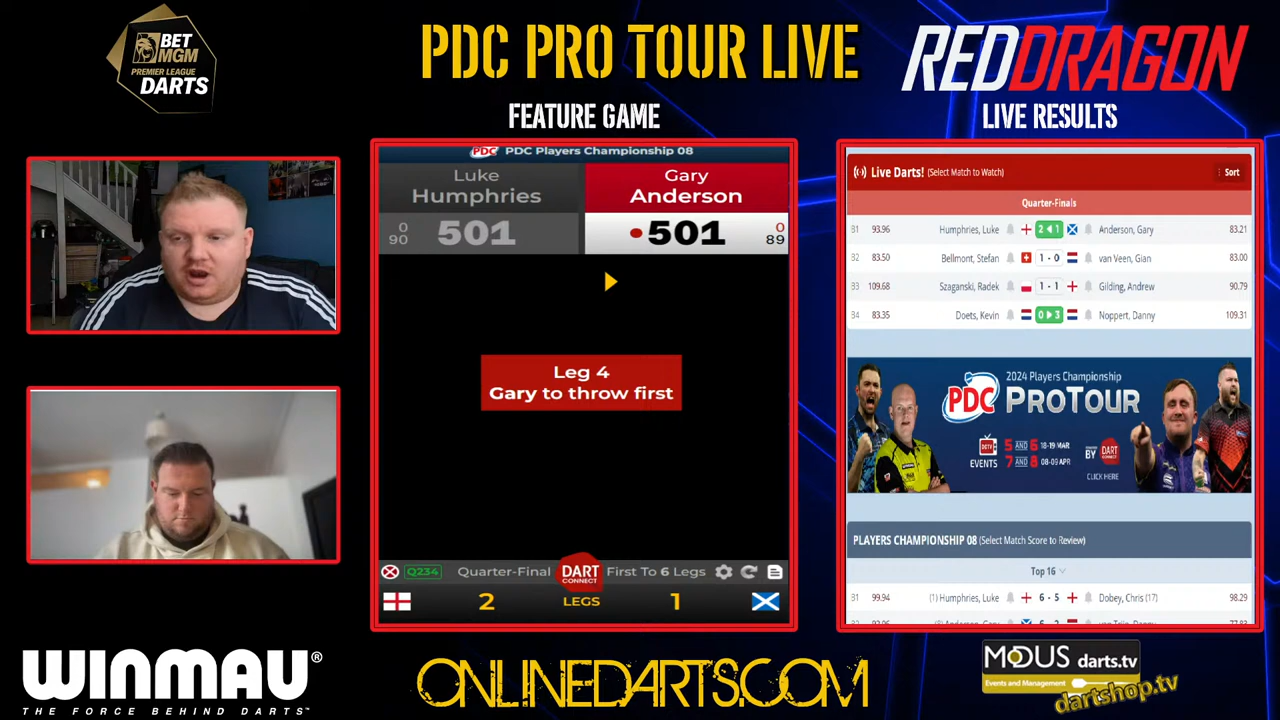 BET
MGM
PREMIER LEAGUE
DARTS
PDC PRO TOUR LIVE
REDDRAGON
FEATURE GAME
LIVE RESULTS
PDC PDC Players Championship 08
Luke
Humphries
Gary
Anderson
0
90
501
501
0
89
Leg 4
Gary to throw first
Q234
Quarter-Final
DART
CONNECT
First To 6 Legs
2
LEGS
1
Live Darts! (Select Match to Watch)
Sort
Quarter-Finals
B1 93.96 Humphries, Luke 2 1 Anderson, Gary 83.21
B2 83.50 Bellmont, Stefan 1 - 0 van Veen, Gian 83.00
B3 109.68 Szaganski, Radek 1 - 1 Gilding, Andrew 90.79
B4 83.35 Doets, Kevin 0 3 Noppert, Danny 109.31
2024 Players Championship
PDC PROTOUR
EVENTS
5 AND 6 18-19 MAR
7 AND 8 08-09 APR
BY DART CONNECT
CLICK HERE
PLAYERS CHAMPIONSHIP 08 (Select Match Score to Review)
Top 16
B1 99.94 (1) Humphries, Luke 6 - 5 Dobey, Chris (17) 98.29
WINMAU®
THE FORCE BEHIND DARTS™
ONLINEDARTS.COM
MODUS darts.tv
Events and Management
dartshop.tv